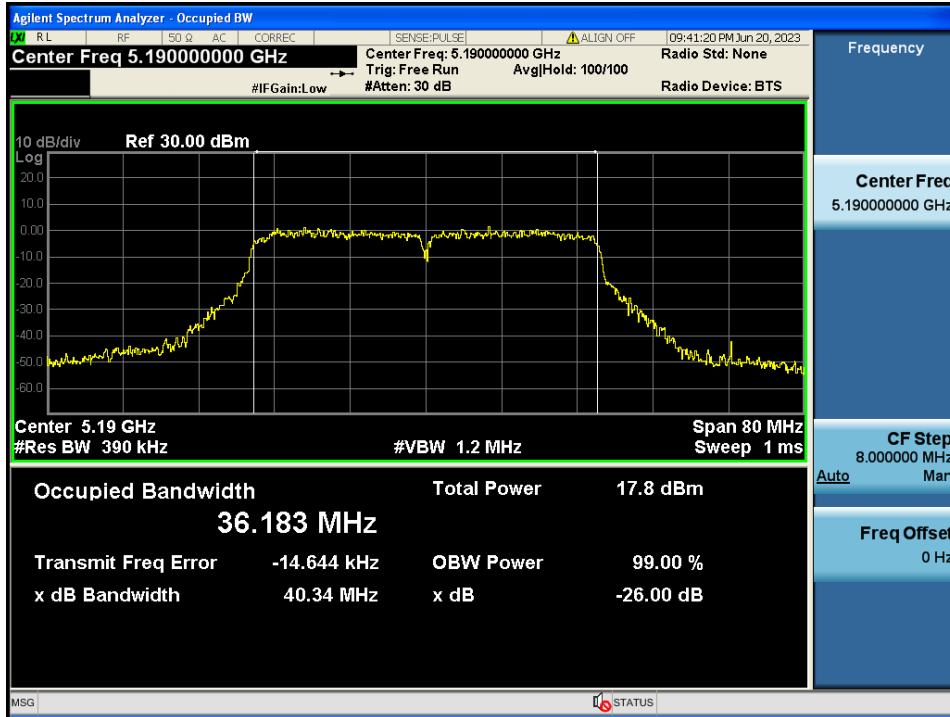 Agilent Spectrum Analyzer - Occupied BW
LXI RL RF 50 Ω AC CORREC SENSE:PULSE ALIGN OFF 09:41:20 PM Jun 20, 2023
Center Freq 5.190000000 GHz
Center Freq: 5.190000000 GHz
Radio Std: None
Trig: Free Run Avg|Hold: 100/100
#IFGain:Low
#Atten: 30 dB
Radio Device: BTS
10 dB/div Ref 30.00 dBm
Log
20.0
10.0
0.00
-10.0
-20.0
-30.0
-40.0
-50.0
-60.0
Center 5.19 GHz
Span 80 MHz
#Res BW 390 kHz
#VBW 1.2 MHz
Sweep 1 ms
Occupied Bandwidth
Total Power 17.8 dBm
36.183 MHz
Transmit Freq Error -14.644 kHz
OBW Power 99.00 %
x dB Bandwidth 40.34 MHz
x dB -26.00 dB
MSG
STATUS
Frequency
Center Freq
5.190000000 GHz
CF Step
8.000000 MHz
Auto Man
Freq Offset
0 Hz